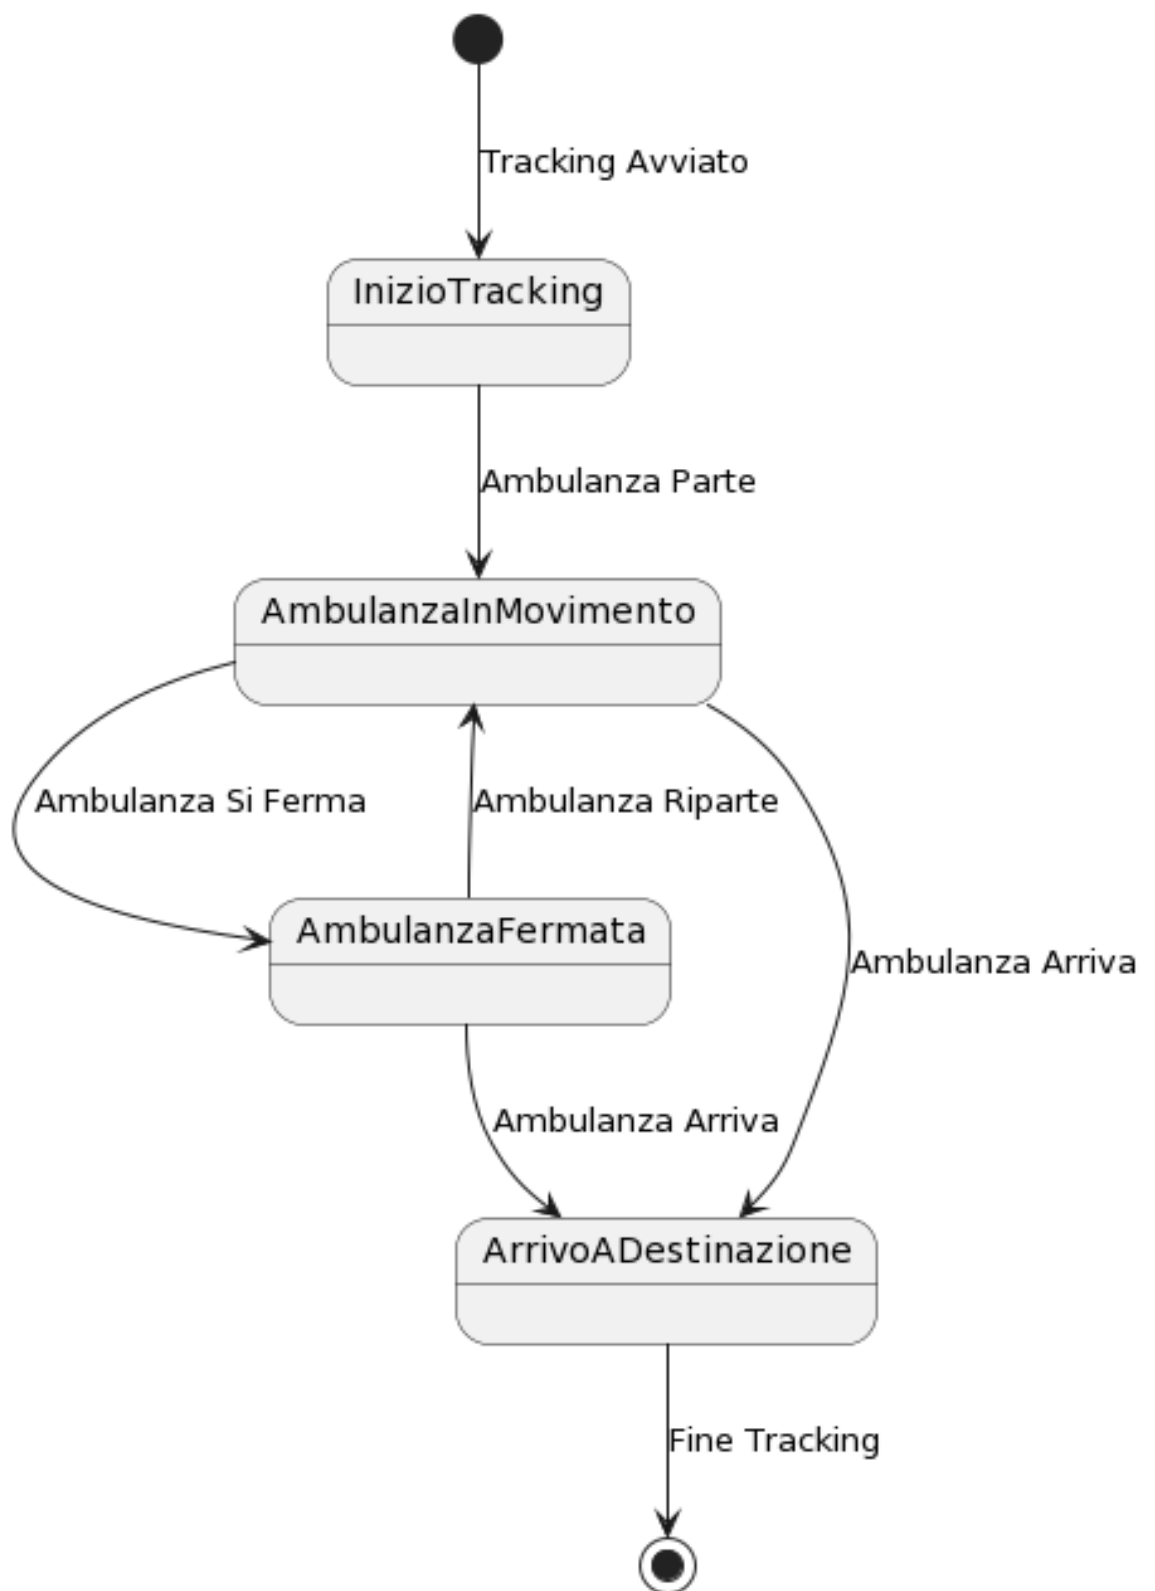 Tracking Avviato
InizioTracking
Ambulanza Parte
AmbulanzaInMovimento
Ambulanza Si Ferma
Ambulanza Riparte
AmbulanzaFermata
Ambulanza Arriva
Ambulanza Arriva
ArrivoADestinazione
Fine Tracking